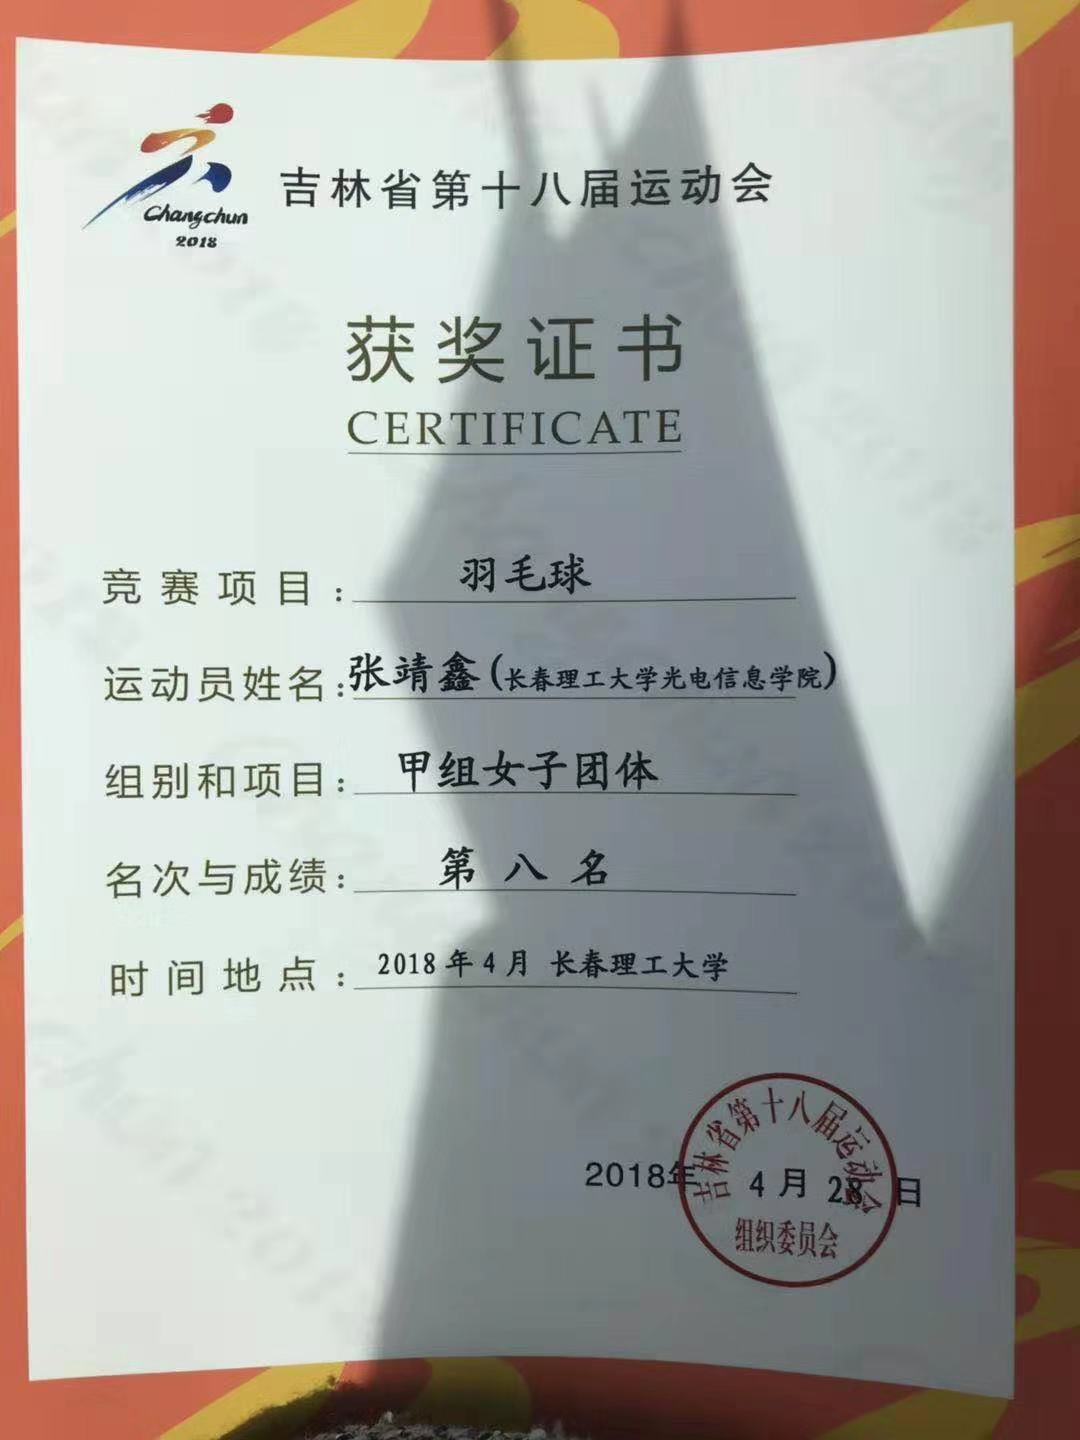 Changchun
2018
吉林省第十八届运动会
获奖证书
CERTIFICATE
竞赛项目：羽毛球
运动员姓名：张靖鑫(长春理工大学光电信息学院)
组别和项目：甲组女子团体
名次与成绩：第八名
时间地点：2018年4月 长春理工大学
2018年4月28日
吉林省第十八届运动会
组织委员会